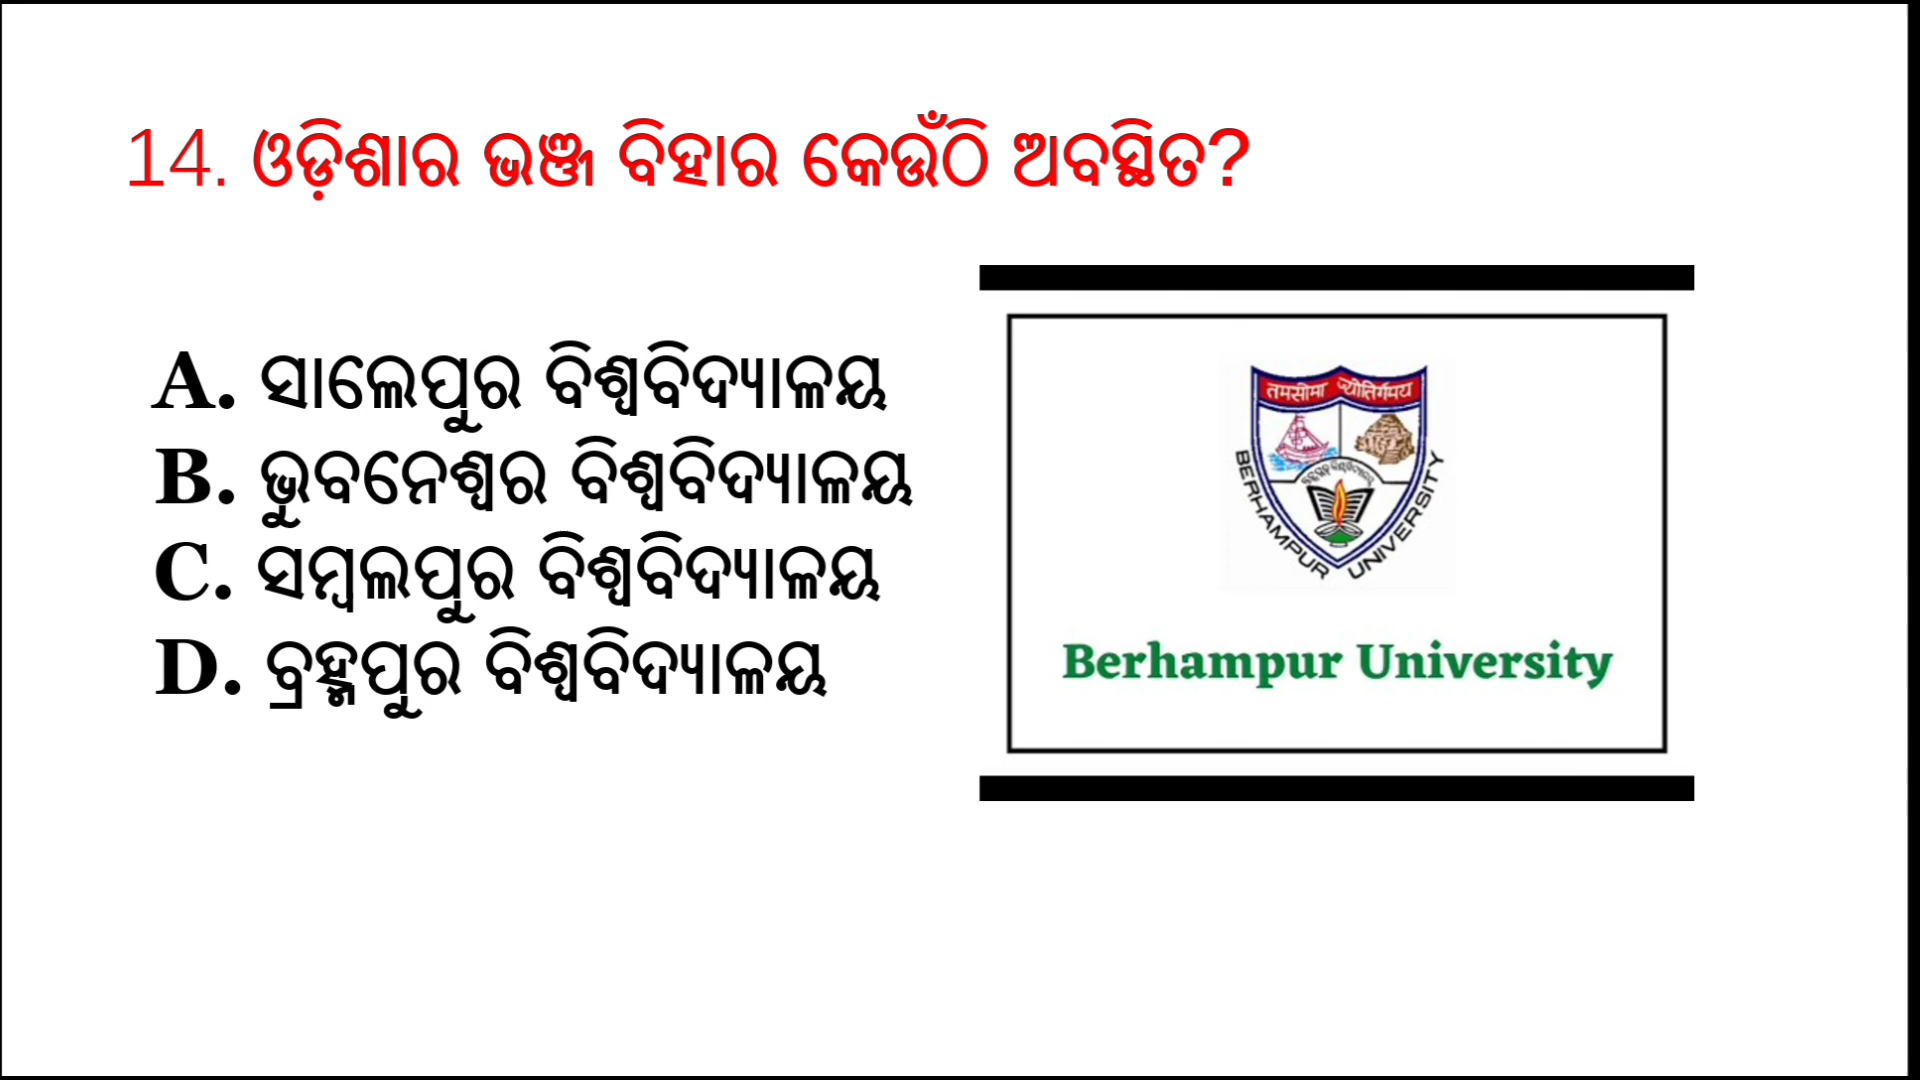 14. ଓଡ଼ିଶାର ଭଞ୍ଜ ବିହାର କେଉଁଠି ଅବସ୍ଥିତ?
A. ସାଲେପୁର ବିଶ୍ୱବିଦ୍ୟାଳୟ
B. ଭୁବନେଶ୍ୱର ବିଶ୍ୱବିଦ୍ୟାଳୟ
C. ସମ୍ବଲପୁର ବିଶ୍ୱବିଦ୍ୟାଳୟ
D. ବ୍ରହ୍ମପୁର ବିଶ୍ୱବିଦ୍ୟାଳୟ
तमसोमा ज्योतिर्गमय
BERHAMPUR UNIVERSITY
Berhampur University